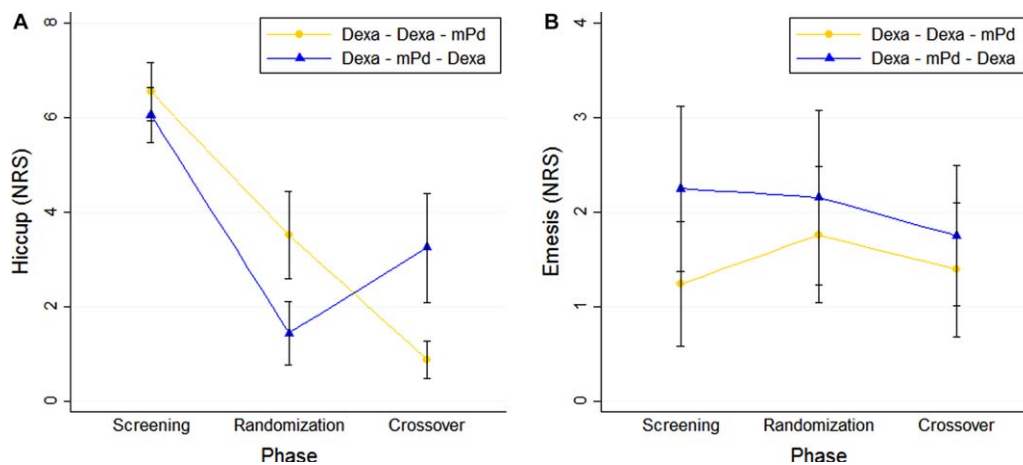 A
Dexa - Dexa - mPd
Dexa - mPd - Dexa
Hiccup (NRS)
8
6
4
2
0
Screening
Randomization
Crossover
Phase
B
Dexa - Dexa - mPd
Dexa - mPd - Dexa
Emesis (NRS)
4
3
2
1
0
Screening
Randomization
Crossover
Phase